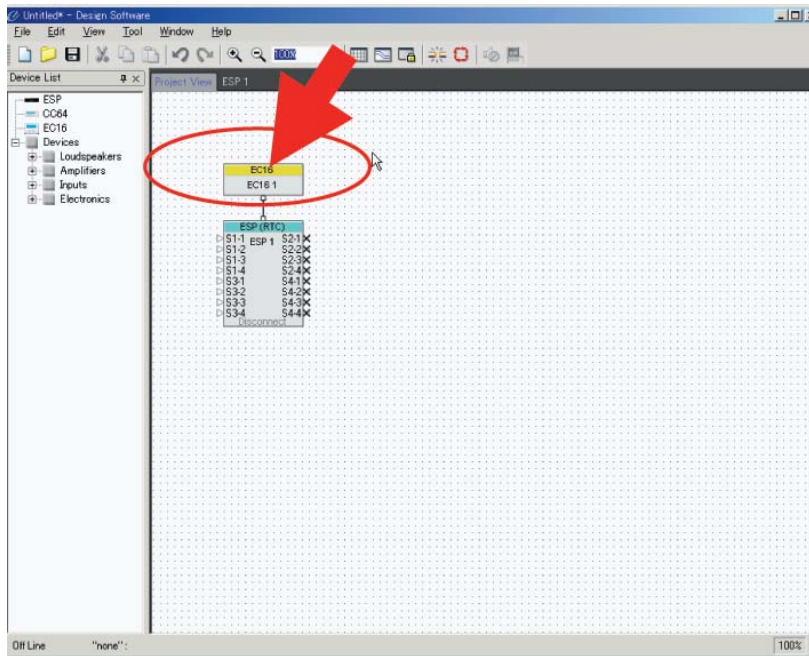 Untitled* - Design Software
File Edit View Tool Window Help
100%
Device List
Project View ESP 1
ESP
CC64
EC16
Devices
Loudspeakers
Amplifiers
Inputs
Electronics
EC16
EC16 1
ESP (RTC)
ESP 1
S1-1 S2-1
S1-2 S2-2
S1-3 S2-3
S1-4 S2-4
S3-1 S4-1
S3-2 S4-2
S3-3 S4-3
S3-4 S4-4
Disconnect
Off Line "none" : 100%